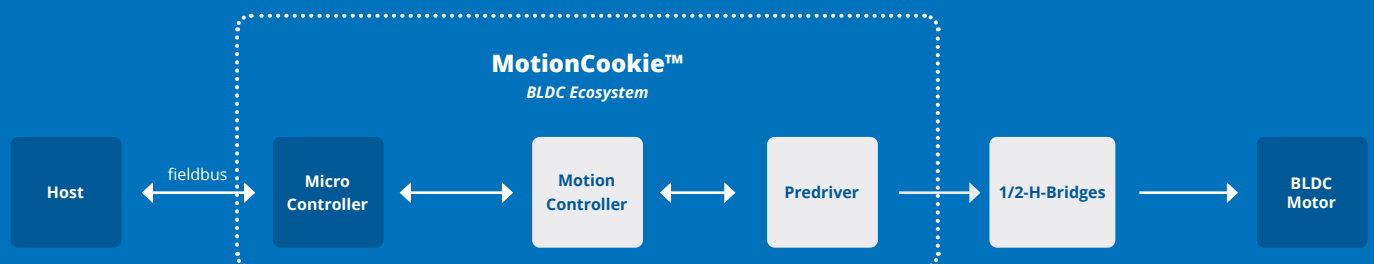 MotionCookie™
BLDC Ecosystem
Host
fieldbus
Micro
Controller
Motion
Controller
Predriver
1/2-H-Bridges
BLDC
Motor